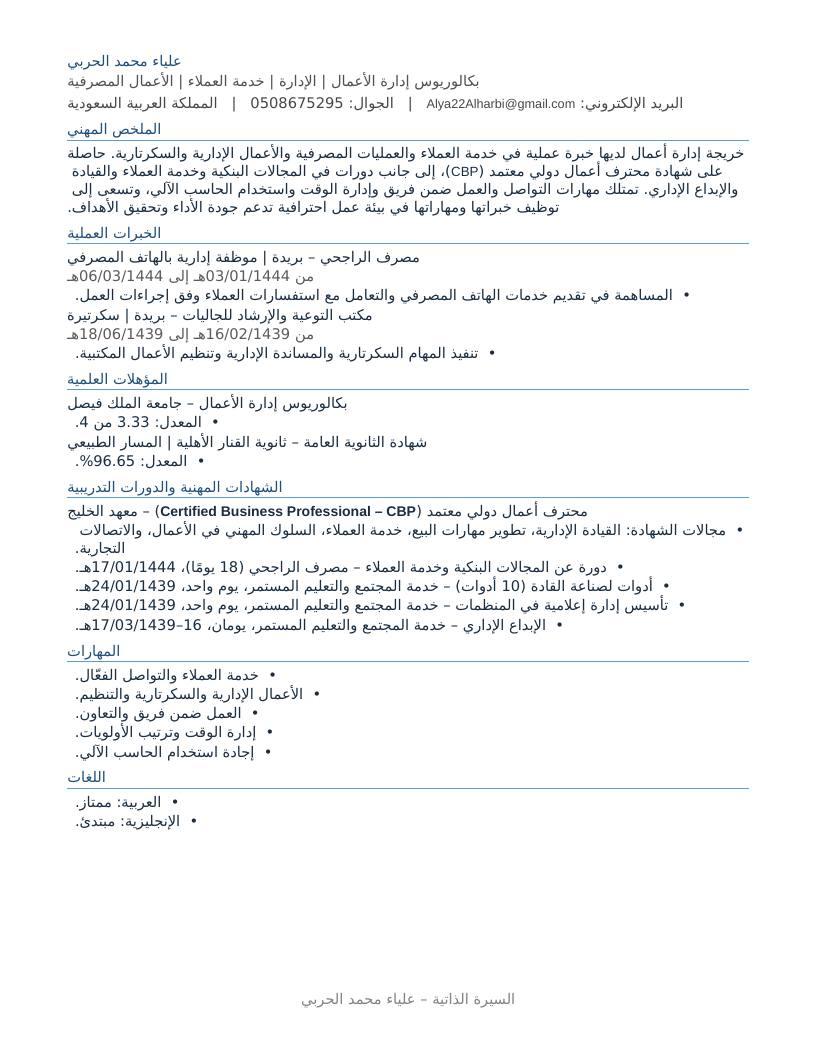 علياء محمد الحربي
بكالوريوس إدارة الأعمال | الإدارة | خدمة العملاء | الأعمال المصرفية
البريد الإلكتروني: Alya22Alharbi@gmail.com | الجوال: 0508675295 | المملكة العربية السعودية
الملخص المهني
خريجة إدارة أعمال لديها خبرة عملية في خدمة العملاء والعمليات المصرفية والأعمال الإدارية والسكرتارية. حاصلة
على شهادة محترف أعمال دولي معتمد (CBP)، إلى جانب دورات في المجالات البنكية وخدمة العملاء والقيادة
والإبداع الإداري. تمتلك مهارات التواصل والعمل ضمن فريق وإدارة الوقت واستخدام الحاسب الآلي، وتسعى إلى
توظيف خبراتها ومهاراتها في بيئة عمل احترافية تدعم جودة الأداء وتحقيق الأهداف.
الخبرات العملية
مصرف الراجحي – بريدة | موظفة إدارية بالهاتف المصرفي
من 03/01/1444هـ إلى 06/03/1444هـ
• المساهمة في تقديم خدمات الهاتف المصرفي والتعامل مع استفسارات العملاء وفق إجراءات العمل.
مكتب التوعية والإرشاد للجاليات – بريدة | سكرتيرة
من 16/02/1439هـ إلى 18/06/1439هـ
• تنفيذ المهام السكرتارية والمساندة الإدارية وتنظيم الأعمال المكتبية.
المؤهلات العلمية
بكالوريوس إدارة الأعمال – جامعة الملك فيصل
• المعدل: 3.33 من 4.
شهادة الثانوية العامة – ثانوية القنار الأهلية | المسار الطبيعي
• المعدل: 96.65%.
الشهادات المهنية والدورات التدريبية
محترف أعمال دولي معتمد (Certified Business Professional – CBP) – معهد الخليج
• مجالات الشهادة: القيادة الإدارية، تطوير مهارات البيع، خدمة العملاء، السلوك المهني في الأعمال، والاتصالات
التجارية.
• دورة عن المجالات البنكية وخدمة العملاء – مصرف الراجحي (18 يومًا)، 17/01/1444هـ.
• أدوات لصناعة القادة (10 أدوات) – خدمة المجتمع والتعليم المستمر، يوم واحد، 24/01/1439هـ.
• تأسيس إدارة إعلامية في المنظمات – خدمة المجتمع والتعليم المستمر، يوم واحد، 24/01/1439هـ.
• الإبداع الإداري – خدمة المجتمع والتعليم المستمر، يومان، 16–17/03/1439هـ.
المهارات
• خدمة العملاء والتواصل الفعّال.
• الأعمال الإدارية والسكرتارية والتنظيم.
• العمل ضمن فريق والتعاون.
• إدارة الوقت وترتيب الأولويات.
• إجادة استخدام الحاسب الآلي.
اللغات
• العربية: ممتاز.
• الإنجليزية: مبتدئ.
السيرة الذاتية – علياء محمد الحربي